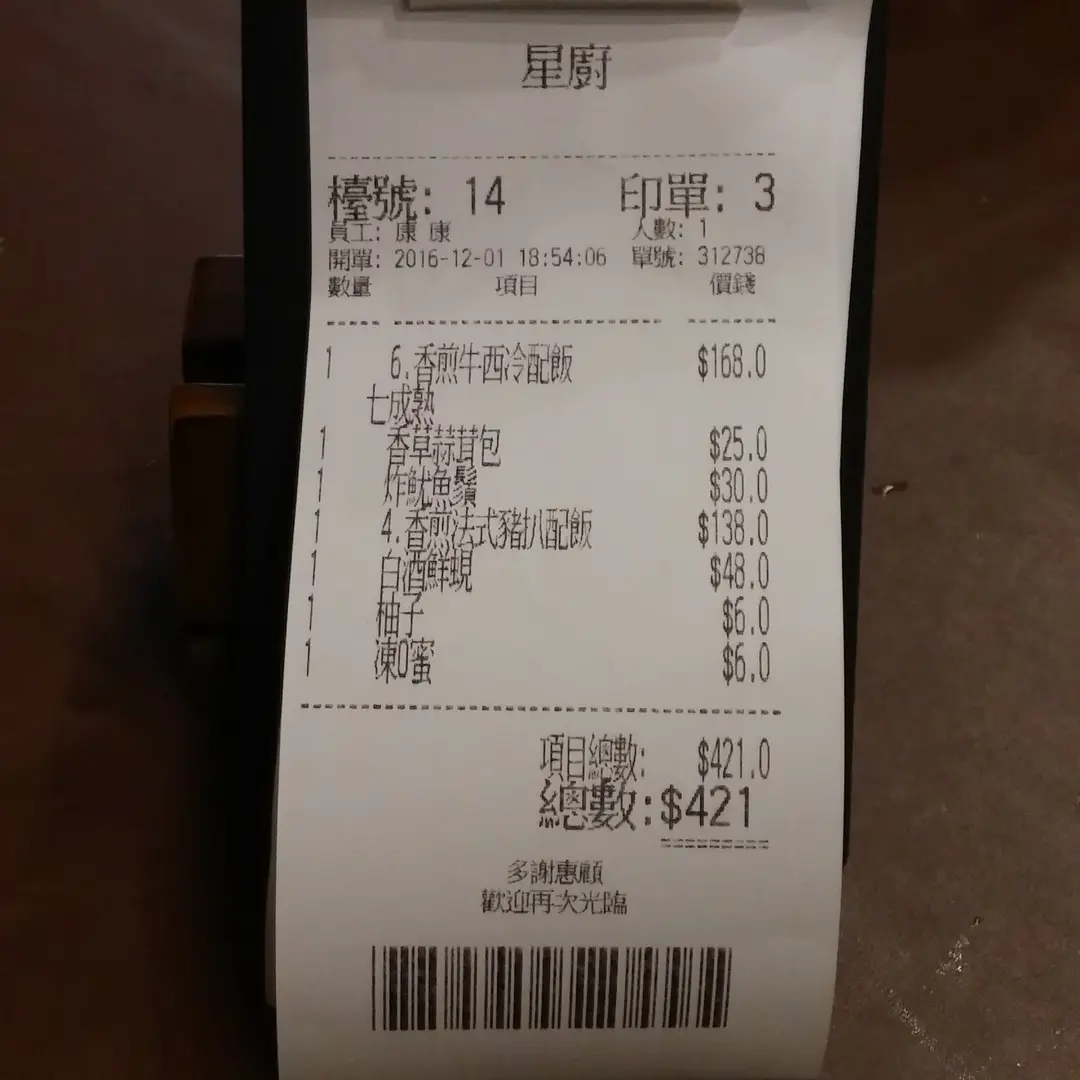 星廚
檯號: 14 印單: 3
員工: 康 康 人數: 1
開單: 2016-12-01 18:54:06 單號: 312738
數量 項目 價錢
1 6.香煎牛西冷配飯 $168.0
七成熟
1 香草蒜茸包 $25.0
1 炸魷魚鬚 $30.0
1 4.香煎法式豬扒配飯 $138.0
1 白酒鮮蜆 $48.0
1 柚子 $6.0
1 凍0蜜 $6.0
項目總數: $421.0
總數:$421
多謝惠顧
歡迎再次光臨